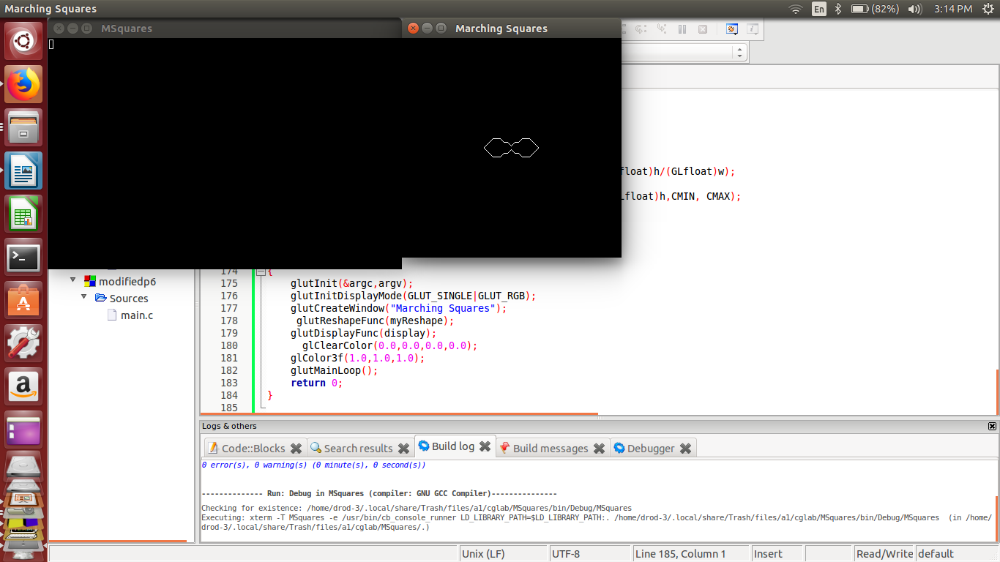 Marching Squares
En (82%) 3:14 PM
MSquares
Marching Squares
float)h/(GLfloat)w);
float)h,CMIN, CMAX);
modifiedp6
Sources
main.c
174 {
175 glutInit(&argc,argv);
176 glutInitDisplayMode(GLUT_SINGLE|GLUT_RGB);
177 glutCreateWindow("Marching Squares");
178 glutReshapeFunc(myReshape);
179 glutDisplayFunc(display);
180 glClearColor(0.0,0.0,0.0,0.0);
181 glColor3f(1.0,1.0,1.0);
182 glutMainLoop();
183 return 0;
184 }
185
Logs & others
Code::Blocks Search results Build log Build messages Debugger
0 error(s), 0 warning(s) (0 minute(s), 0 second(s))
-------------- Run: Debug in MSquares (compiler: GNU GCC Compiler)---------------
Checking for existence: /home/drod-3/.local/share/Trash/files/a1/cglab/MSquares/bin/Debug/MSquares
Executing: xterm -T MSquares -e /usr/bin/cb_console_runner LD_LIBRARY_PATH=$LD_LIBRARY_PATH:. /home/drod-3/.local/share/Trash/files/a1/cglab/MSquares/bin/Debug/MSquares (in /home/
drod-3/.local/share/Trash/files/a1/cglab/MSquares/.)
Unix (LF) UTF-8 Line 185, Column 1 Insert Read/Write default